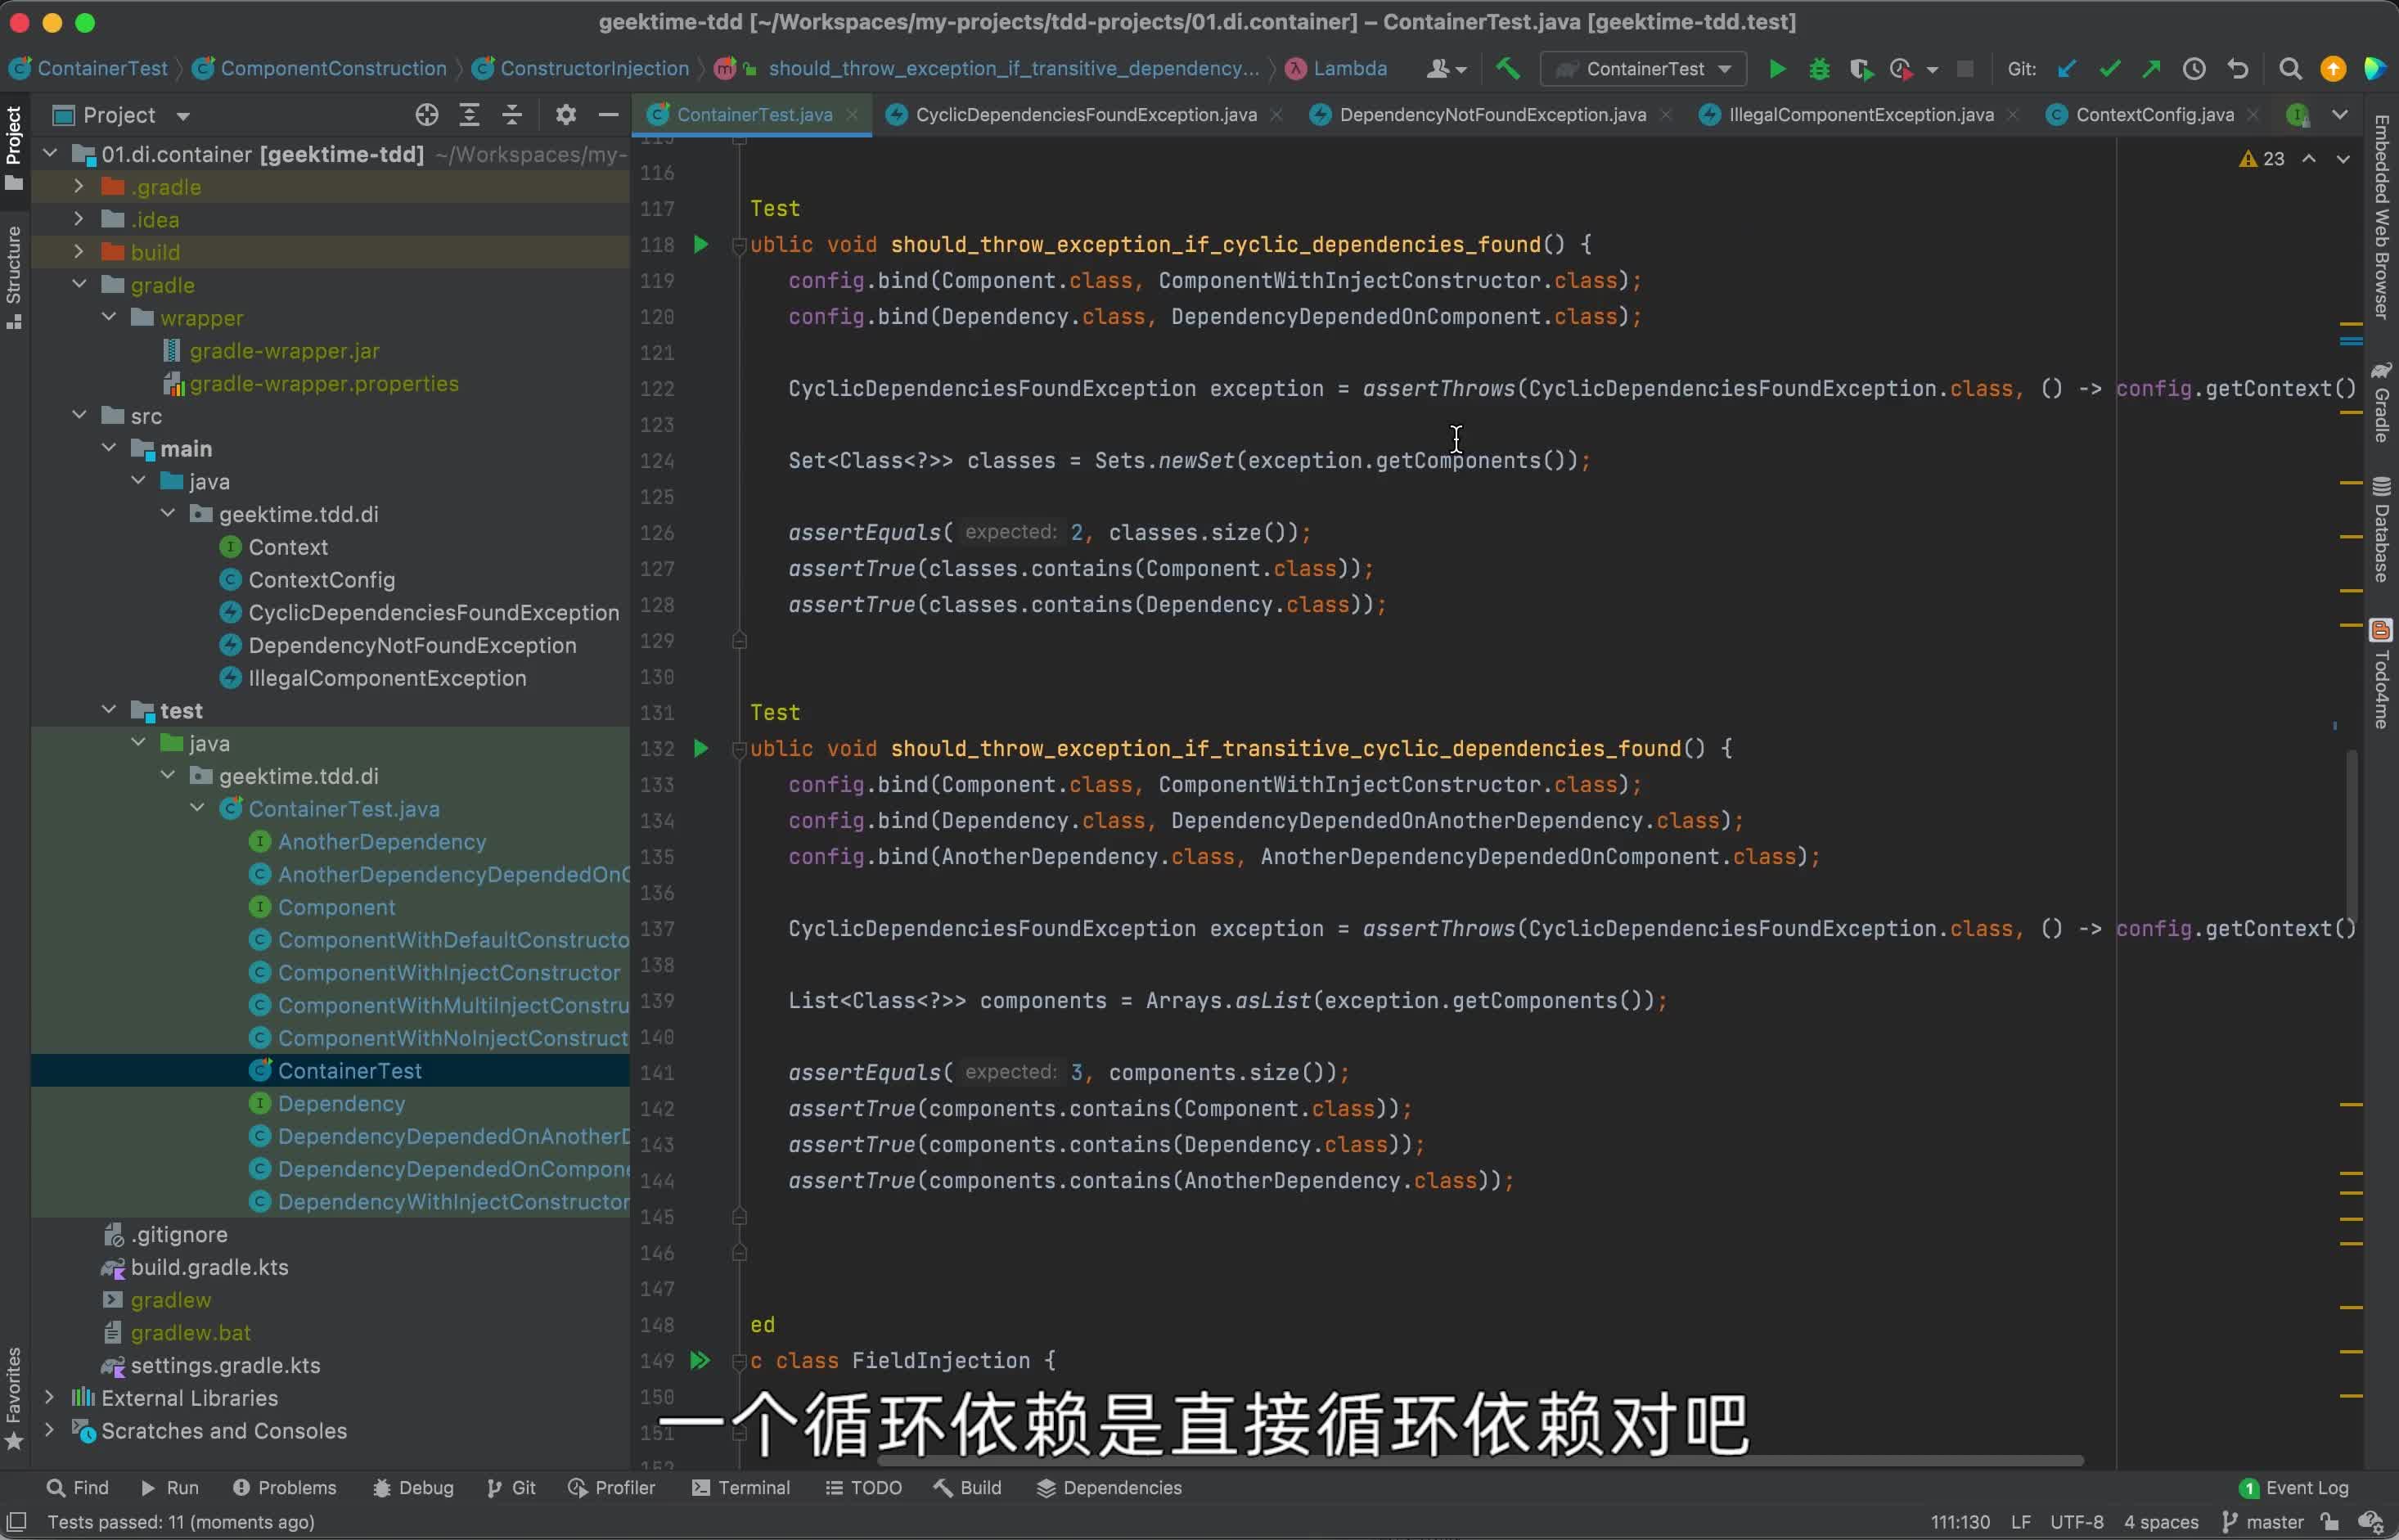 geektime-tdd [~/Workspaces/my-projects/tdd-projects/01.di.container] – ContainerTest.java [geektime-tdd.test]
ContainerTest ComponentConstruction ConstructorInjection should_throw_exception_if_transitive_dependency... Lambda ContainerTest Git:
Project
ContainerTest.java CyclicDependenciesFoundException.java DependencyNotFoundException.java IllegalComponentException.java ContextConfig.java
01.di.container [geektime-tdd] ~/Workspaces/my-
.gradle
.idea
build
gradle
wrapper
gradle-wrapper.jar
gradle-wrapper.properties
src
main
java
geektime.tdd.di
Context
ContextConfig
CyclicDependenciesFoundException
DependencyNotFoundException
IllegalComponentException
test
java
geektime.tdd.di
ContainerTest.java
AnotherDependency
AnotherDependencyDependedOnC
Component
ComponentWithDefaultConstructo
ComponentWithInjectConstructor
ComponentWithMultiInjectConstru
ComponentWithNoInjectConstruct
ContainerTest
Dependency
DependencyDependedOnAnotherD
DependencyDependedOnCompone
DependencyWithInjectConstructor
.gitignore
build.gradle.kts
gradlew
gradlew.bat
settings.gradle.kts
External Libraries
Scratches and Consoles
Project
Structure
Favorites
23
116
117 Test
118 ublic void should_throw_exception_if_cyclic_dependencies_found() {
119 config.bind(Component.class, ComponentWithInjectConstructor.class);
120 config.bind(Dependency.class, DependencyDependedOnComponent.class);
121
122 CyclicDependenciesFoundException exception = assertThrows(CyclicDependenciesFoundException.class, () -> config.getContext()
123
124 Set<Class<?>> classes = Sets.newSet(exception.getComponents());
125
126 assertEquals( expected: 2, classes.size());
127 assertTrue(classes.contains(Component.class));
128 assertTrue(classes.contains(Dependency.class));
129
130
131 Test
132 ublic void should_throw_exception_if_transitive_cyclic_dependencies_found() {
133 config.bind(Component.class, ComponentWithInjectConstructor.class);
134 config.bind(Dependency.class, DependencyDependedOnAnotherDependency.class);
135 config.bind(AnotherDependency.class, AnotherDependencyDependedOnComponent.class);
136
137 CyclicDependenciesFoundException exception = assertThrows(CyclicDependenciesFoundException.class, () -> config.getContext()
138
139 List<Class<?>> components = Arrays.asList(exception.getComponents());
140
141 assertEquals( expected: 3, components.size());
142 assertTrue(components.contains(Component.class));
143 assertTrue(components.contains(Dependency.class));
144 assertTrue(components.contains(AnotherDependency.class));
145
146
147
148 ed
149 c class FieldInjection {
150
151
一个循环依赖是直接循环依赖对吧
Embedded Web Browser
Gradle
Database
Todo4me
Find Run Problems Debug Git Profiler Terminal TODO Build Dependencies 1 Event Log
Tests passed: 11 (moments ago) 111:130 LF UTF-8 4 spaces master